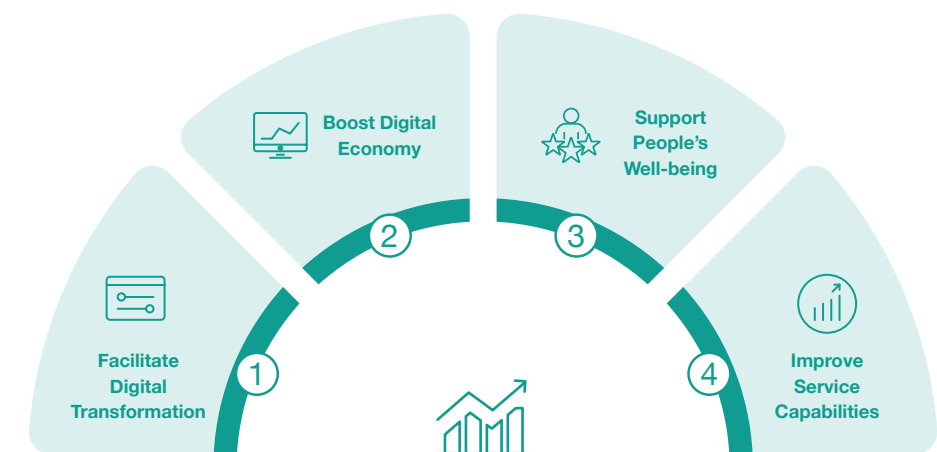 1
Facilitate
Digital
Transformation
2
Boost Digital
Economy
3
Support
People’s
Well-being
4
Improve
Service
Capabilities